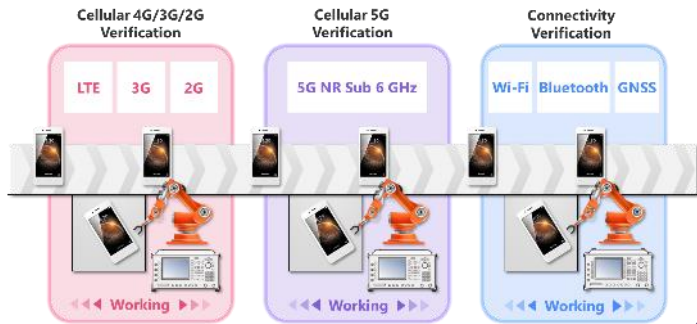 Cellular 4G/3G/2G
Verification
Cellular 5G
Verification
Connectivity
Verification
LTE
3G
2G
5G NR Sub 6 GHz
Wi-Fi
Bluetooth
GNSS
Working
Working
Working